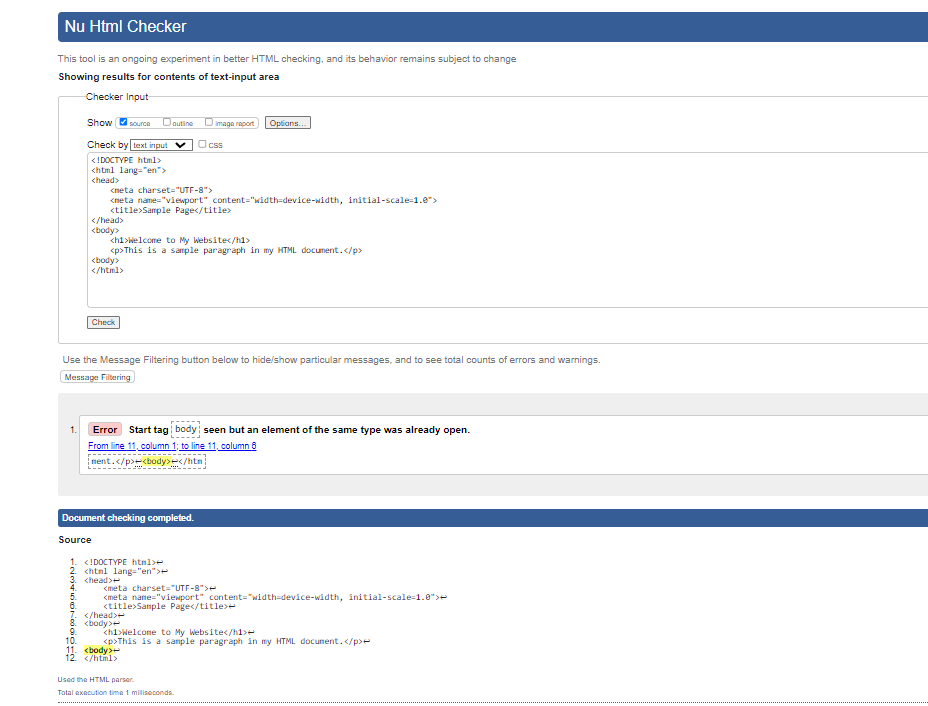 Nu Html Checker
This tool is an ongoing experiment in better HTML checking, and its behavior remains subject to change
Showing results for contents of text-input area
Checker Input
Show source outline image report Options...
Check by text input CSS
<!DOCTYPE html>
<html lang="en">
<head>
    <meta charset="UTF-8">
    <meta name="viewport" content="width=device-width, initial-scale=1.0">
    <title>Sample Page</title>
</head>
<body>
    <h1>Welcome to My Website</h1>
    <p>This is a sample paragraph in my HTML document.</p>
<body>
</html>
Check
Use the Message Filtering button below to hide/show particular messages, and to see total counts of errors and warnings.
Message Filtering
1. Error Start tag body seen but an element of the same type was already open.
From line 11, column 1; to line 11, column 6
ment.</p>↩<body>↩</htm
Document checking completed.
Source
1. <!DOCTYPE html>↩
2. <html lang="en">↩
3. <head>↩
4.     <meta charset="UTF-8">↩
5.     <meta name="viewport" content="width=device-width, initial-scale=1.0">↩
6.     <title>Sample Page</title>↩
7. </head>↩
8. <body>↩
9.     <h1>Welcome to My Website</h1>↩
10.     <p>This is a sample paragraph in my HTML document.</p>↩
11. <body>↩
12. </html>
Used the HTML parser.
Total execution time 1 milliseconds.